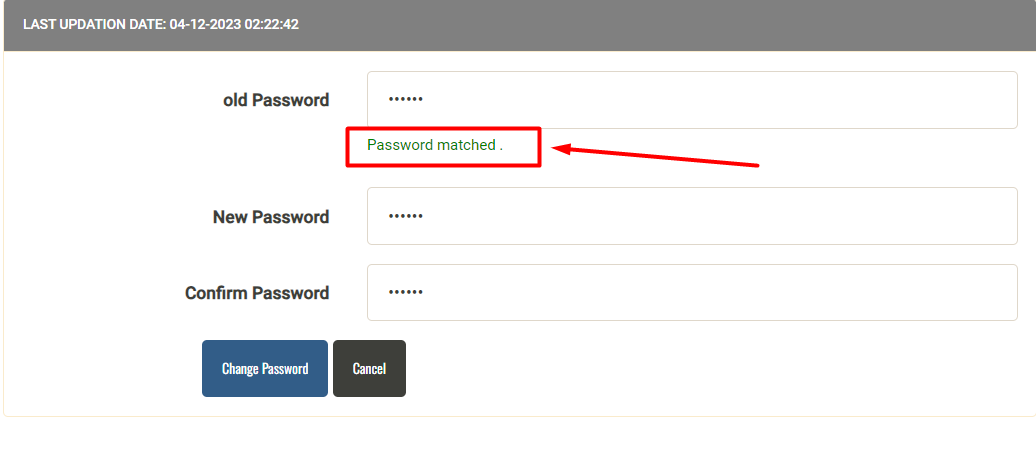 LAST UPDATION DATE: 04-12-2023 02:22:42
old Password ••••••
Password matched .
New Password ••••••
Confirm Password ••••••
Change Password Cancel